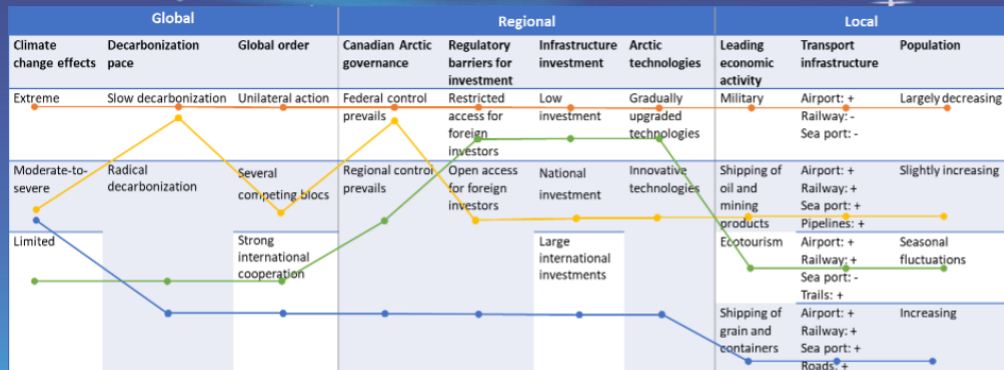 Global
Regional
Local
Climate
change effects
Decarbonization
pace
Global order
Canadian Arctic
governance
Regulatory
barriers for
investment
Infrastructure
investment
Arctic
technologies
Leading
economic
activity
Transport
infrastructure
Population
Extreme
Slow decarbonization
Unilateral action
Federal control
prevails
Restricted
access for
foreign
investors
Low
investment
Gradually
upgraded
technologies
Military
Airport: +
Railway: -
Sea port: -
Largely decreasing
Moderate-to-
severe
Radical
decarbonization
Several
competing blocs
Regional control
prevails
Open access
for foreign
investors
National
investment
Innovative
technologies
Shipping of
oil and
mining
products
Airport: +
Railway: +
Sea port: +
Pipelines: +
Slightly increasing
Limited
Strong
international
cooperation
Large
international
investments
Ecotourism
Airport: +
Railway: +
Sea port: -
Trails: +
Seasonal
fluctuations
Shipping of
grain and
containers
Airport: +
Railway: +
Sea port: +
Roads: +
Increasing